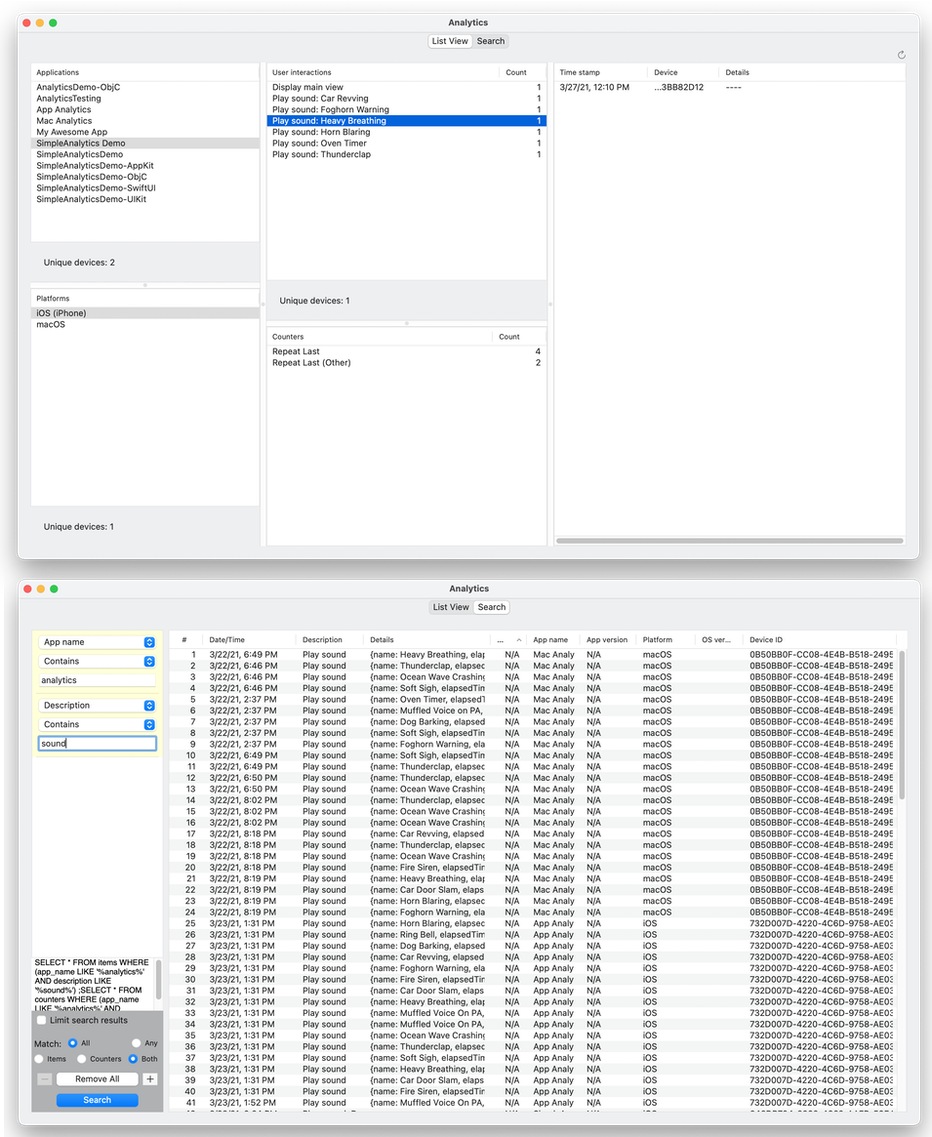 Analytics
List View Search
Applications
AnalyticsDemo-ObjC
AnalyticsTesting
App Analytics
Mac Analytics
My Awesome App
SimpleAnalytics Demo
SimpleAnalyticsDemo
SimpleAnalyticsDemo-AppKit
SimpleAnalyticsDemo-ObjC
SimpleAnalyticsDemo-SwiftUI
SimpleAnalyticsDemo-UIKit
Unique devices: 2
Platforms
iOS (iPhone)
macOS
Unique devices: 1
User interactions Count
Display main view 1
Play sound: Car Revving 1
Play sound: Foghorn Warning 1
Play sound: Heavy Breathing 1
Play sound: Horn Blaring 1
Play sound: Oven Timer 1
Play sound: Thunderclap 1
Unique devices: 1
Counters Count
Repeat Last 4
Repeat Last (Other) 2
Time stamp Device Details
3/27/21, 12:10 PM ...3BB82D12 ----
Analytics
List View Search
App name
Contains
analytics
Description
Contains
sound
SELECT * FROM items WHERE
(app_name LIKE '%analytics%'
AND description LIKE
'%sound%') ;SELECT * FROM
counters WHERE (app_name
LIKE '%analytics%' AND
Limit search results
Match: All Any
Items Counters Both
− Remove All +
Search
# Date/Time Description Details ... App name App version Platform OS ver... Device ID
1 3/22/21, 6:49 PM Play sound {name: Heavy Breathing, elap N/A Mac Analy N/A macOS 0B50BB0F-CC08-4E4B-B518-2495
2 3/22/21, 6:46 PM Play sound {name: Thunderclap, elapsed N/A Mac Analy N/A macOS 0B50BB0F-CC08-4E4B-B518-2495
3 3/22/21, 6:46 PM Play sound {name: Ocean Wave Crashing N/A Mac Analy N/A macOS 0B50BB0F-CC08-4E4B-B518-2495
4 3/22/21, 6:46 PM Play sound {name: Soft Sigh, elapsedTin N/A Mac Analy N/A macOS 0B50BB0F-CC08-4E4B-B518-2495
5 3/22/21, 2:37 PM Play sound {name: Oven Timer, elapsedT N/A Mac Analy N/A macOS 0B50BB0F-CC08-4E4B-B518-2495
6 3/22/21, 2:37 PM Play sound {name: Muffled Voice on PA, N/A Mac Analy N/A macOS 0B50BB0F-CC08-4E4B-B518-2495
7 3/22/21, 2:37 PM Play sound {name: Dog Barking, elapsed N/A Mac Analy N/A macOS 0B50BB0F-CC08-4E4B-B518-2495
8 3/22/21, 2:37 PM Play sound {name: Soft Sigh, elapsedTin N/A Mac Analy N/A macOS 0B50BB0F-CC08-4E4B-B518-2495
9 3/22/21, 2:37 PM Play sound {name: Foghorn Warning, ela N/A Mac Analy N/A macOS 0B50BB0F-CC08-4E4B-B518-2495
10 3/22/21, 6:49 PM Play sound {name: Soft Sigh, elapsedTin N/A Mac Analy N/A macOS 0B50BB0F-CC08-4E4B-B518-2495
11 3/22/21, 6:49 PM Play sound {name: Thunderclap, elapsed N/A Mac Analy N/A macOS 0B50BB0F-CC08-4E4B-B518-2495
12 3/22/21, 6:50 PM Play sound {name: Thunderclap, elapsed N/A Mac Analy N/A macOS 0B50BB0F-CC08-4E4B-B518-2495
13 3/22/21, 6:50 PM Play sound {name: Ocean Wave Crashing N/A Mac Analy N/A macOS 0B50BB0F-CC08-4E4B-B518-2495
14 3/22/21, 8:02 PM Play sound {name: Thunderclap, elapsed N/A Mac Analy N/A macOS 0B50BB0F-CC08-4E4B-B518-2495
15 3/22/21, 8:02 PM Play sound {name: Ocean Wave Crashing N/A Mac Analy N/A macOS 0B50BB0F-CC08-4E4B-B518-2495
16 3/22/21, 8:02 PM Play sound {name: Ocean Wave Crashing N/A Mac Analy N/A macOS 0B50BB0F-CC08-4E4B-B518-2495
17 3/22/21, 8:18 PM Play sound {name: Car Revving, elapsed N/A Mac Analy N/A macOS 0B50BB0F-CC08-4E4B-B518-2495
18 3/22/21, 8:18 PM Play sound {name: Thunderclap, elapsed N/A Mac Analy N/A macOS 0B50BB0F-CC08-4E4B-B518-2495
19 3/22/21, 8:18 PM Play sound {name: Ocean Wave Crashing N/A Mac Analy N/A macOS 0B50BB0F-CC08-4E4B-B518-2495
20 3/22/21, 8:18 PM Play sound {name: Fire Siren, elapsedTim N/A Mac Analy N/A macOS 0B50BB0F-CC08-4E4B-B518-2495
21 3/22/21, 8:19 PM Play sound {name: Heavy Breathing, elap N/A Mac Analy N/A macOS 0B50BB0F-CC08-4E4B-B518-2495
22 3/22/21, 8:19 PM Play sound {name: Car Door Slam, elaps N/A Mac Analy N/A macOS 0B50BB0F-CC08-4E4B-B518-2495
23 3/22/21, 8:19 PM Play sound {name: Horn Blaring, elapsed N/A Mac Analy N/A macOS 0B50BB0F-CC08-4E4B-B518-2495
24 3/22/21, 8:19 PM Play sound {name: Foghorn Warning, ela N/A Mac Analy N/A macOS 0B50BB0F-CC08-4E4B-B518-2495
25 3/23/21, 1:31 PM Play sound {name: Horn Blaring, elapsec N/A App Analy N/A iOS 732D007D-4220-4C6D-9758-AE03
26 3/23/21, 1:31 PM Play sound {name: Ring Bell, elapsedTim N/A App Analy N/A iOS 732D007D-4220-4C6D-9758-AE03
27 3/23/21, 1:31 PM Play sound {name: Dog Barking, elapsed N/A App Analy N/A iOS 732D007D-4220-4C6D-9758-AE03
28 3/23/21, 1:31 PM Play sound {name: Car Revving, elapsed N/A App Analy N/A iOS 732D007D-4220-4C6D-9758-AE03
29 3/23/21, 1:31 PM Play sound {name: Foghorn Warning, ela N/A App Analy N/A iOS 732D007D-4220-4C6D-9758-AE03
30 3/23/21, 1:31 PM Play sound {name: Fire Siren, elapsedTim N/A App Analy N/A iOS 732D007D-4220-4C6D-9758-AE03
31 3/23/21, 1:31 PM Play sound {name: Car Door Slam, elaps N/A App Analy N/A iOS 732D007D-4220-4C6D-9758-AE03
32 3/23/21, 1:31 PM Play sound {name: Heavy Breathing, elap N/A App Analy N/A iOS 732D007D-4220-4C6D-9758-AE03
33 3/23/21, 1:31 PM Play sound {name: Muffled Voice On PA, N/A App Analy N/A iOS 732D007D-4220-4C6D-9758-AE03
34 3/23/21, 1:31 PM Play sound {name: Muffled Voice On PA, N/A App Analy N/A iOS 732D007D-4220-4C6D-9758-AE03
35 3/23/21, 1:31 PM Play sound {name: Ocean Wave Crashing N/A App Analy N/A iOS 732D007D-4220-4C6D-9758-AE03
36 3/23/21, 1:31 PM Play sound {name: Thunderclap, elapsed N/A App Analy N/A iOS 732D007D-4220-4C6D-9758-AE03
37 3/23/21, 1:31 PM Play sound {name: Soft Sigh, elapsedTin N/A App Analy N/A iOS 732D007D-4220-4C6D-9758-AE03
38 3/23/21, 1:31 PM Play sound {name: Heavy Breathing, elap N/A App Analy N/A iOS 732D007D-4220-4C6D-9758-AE03
39 3/23/21, 1:31 PM Play sound {name: Car Door Slam, elaps N/A App Analy N/A iOS 732D007D-4220-4C6D-9758-AE03
40 3/23/21, 1:31 PM Play sound {name: Fire Siren, elapsedTim N/A App Analy N/A iOS 732D007D-4220-4C6D-9758-AE03
41 3/23/21, 1:52 PM Play sound {name: Muffled Voice On PA, N/A App Analy N/A iOS 732D007D-4220-4C6D-9758-AE03